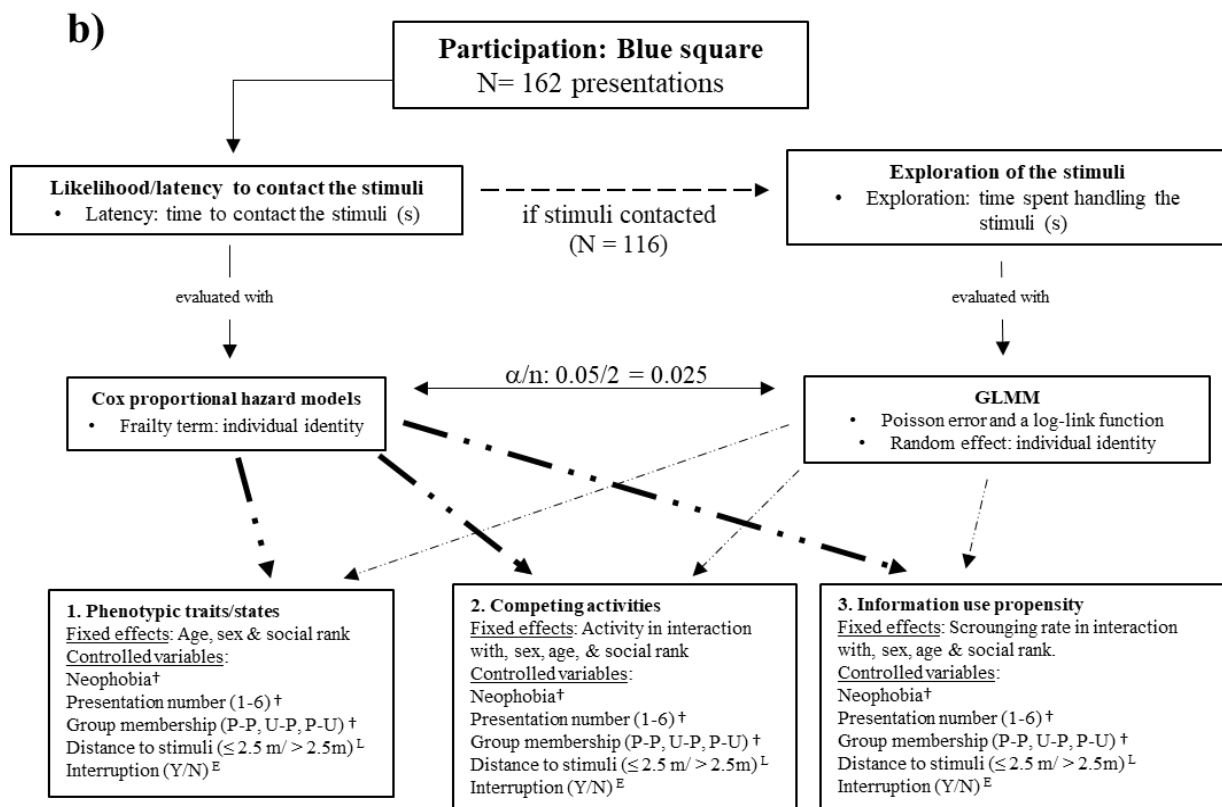 b)
Participation: Blue square
N= 162 presentations
Likelihood/latency to contact the stimuli
• Latency: time to contact the stimuli (s)
if stimuli contacted
(N = 116)
Exploration of the stimuli
• Exploration: time spent handling the
stimuli (s)
evaluated with
evaluated with
α/n: 0.05/2 = 0.025
Cox proportional hazard models
• Frailty term: individual identity
GLMM
• Poisson error and a log-link function
• Random effect: individual identity
1. Phenotypic traits/states
Fixed effects: Age, sex & social rank
Controlled variables:
Neophobia†
Presentation number (1-6) †
Group membership (P-P, U-P, P-U) †
Distance to stimuli (≤ 2.5 m/ > 2.5m) L
Interruption (Y/N) E
2. Competing activities
Fixed effects: Activity in interaction
with, sex, age, & social rank
Controlled variables:
Neophobia†
Presentation number (1-6) †
Group membership (P-P, U-P, P-U) †
Distance to stimuli (≤ 2.5 m/ > 2.5m) L
Interruption (Y/N) E
3. Information use propensity
Fixed effects: Scrounging rate in interaction
with, sex, age & social rank.
Controlled variables:
Neophobia†
Presentation number (1-6) †
Group membership (P-P, U-P, P-U) †
Distance to stimuli (≤ 2.5 m/ > 2.5m) L
Interruption (Y/N) E